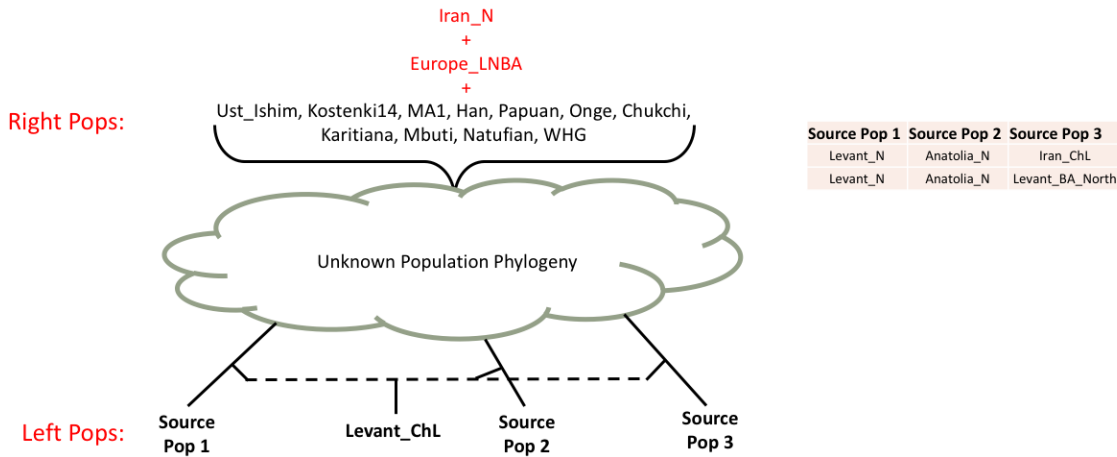 Iran_N
+
Europe_LNBA
+
Right Pops:
Ust_Ishim, Kostenki14, MA1, Han, Papuan, Onge, Chukchi,
Karitiana, Mbuti, Natufian, WHG
Source Pop 1 Source Pop 2 Source Pop 3
Levant_N Anatolia_N Iran_ChL
Levant_N Anatolia_N Levant_BA_North
Unknown Population Phylogeny
Left Pops:
Source
Pop 1
Levant_ChL
Source
Pop 2
Source
Pop 3